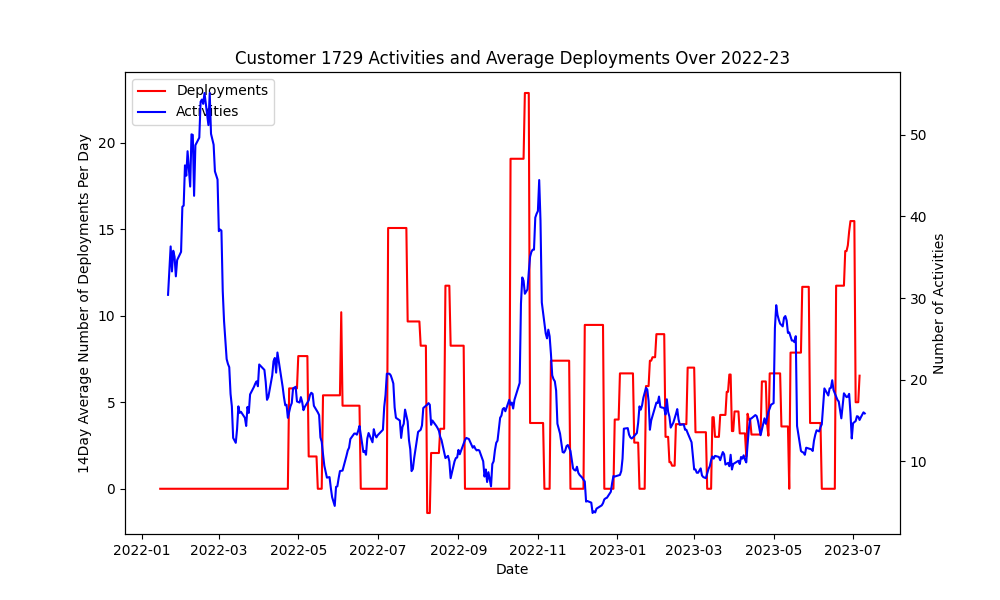 Customer 1729 Activities and Average Deployments Over 2022-23
Deployments
Activities
14Day Average Number of Deployments Per Day
20
15
10
5
0
50
40
30
20
10
Number of Activities
2022-01 2022-03 2022-05 2022-07 2022-09 2022-11 2023-01 2023-03 2023-05 2023-07
Date